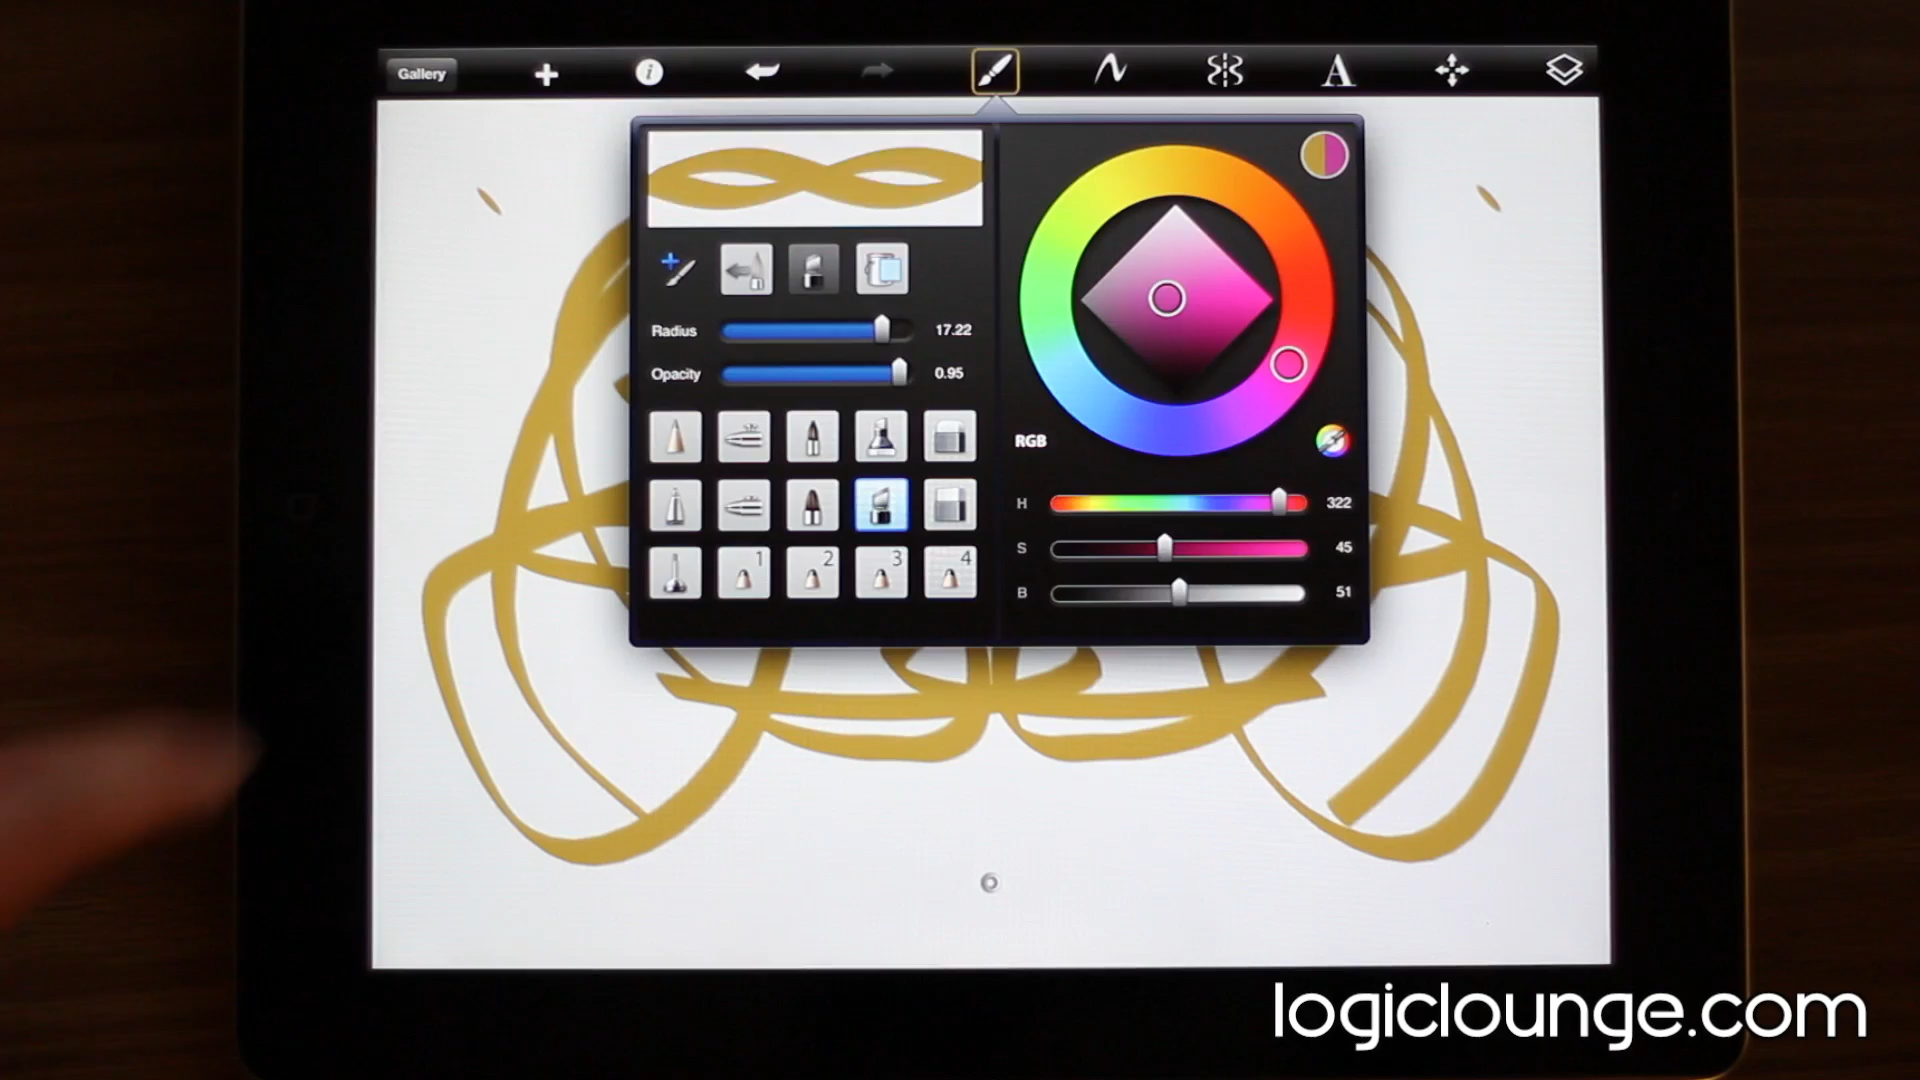 Gallery
A
Radius 17.22
Opacity 0.95
RGB
H 322
S 45
B 51
1 2 3 4
logiclounge.com